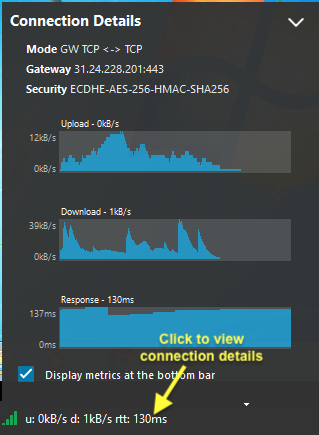 Connection Details
Mode GW TCP <-> TCP
Gateway 31.24.228.201:443
Security ECDHE-AES-256-HMAC-SHA256
Upload - 0kB/s
12kB/s
0kB/s
Download - 1kB/s
39kB/s
0kB/s
Response - 130ms
137ms
0ms
Click to view
connection details
Display metrics at the bottom bar
u: 0kB/s d: 1kB/s rtt: 130ms